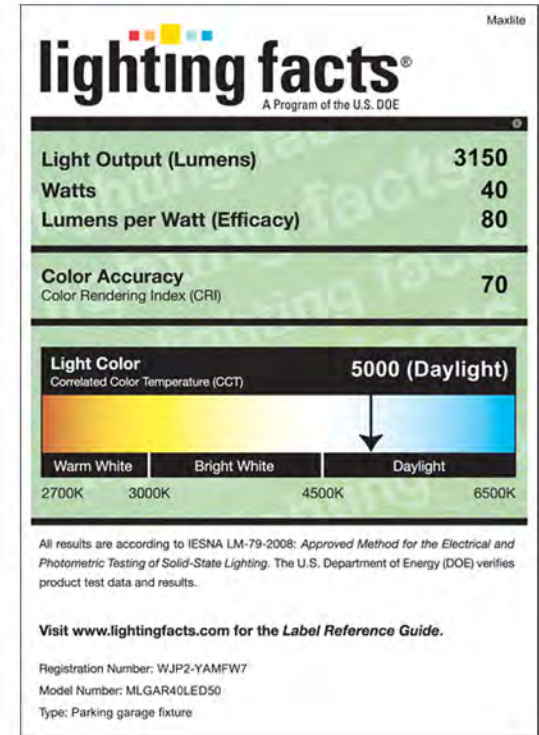 Maxlite
lighting facts®
A Program of the U.S. DOE
Light Output (Lumens) 3150
Watts 40
Lumens per Watt (Efficacy) 80
Color Accuracy 70
Color Rendering Index (CRI)
Light Color 5000 (Daylight)
Correlated Color Temperature (CCT)
Warm White Bright White Daylight
2700K 3000K 4500K 6500K
All results are according to IESNA LM-79-2008: Approved Method for the Electrical and
Photometric Testing of Solid-State Lighting. The U.S. Department of Energy (DOE) verifies
product test data and results.
Visit www.lightingfacts.com for the Label Reference Guide.
Registration Number: WJP2-YAMFW7
Model Number: MLGAR40LED50
Type: Parking garage fixture